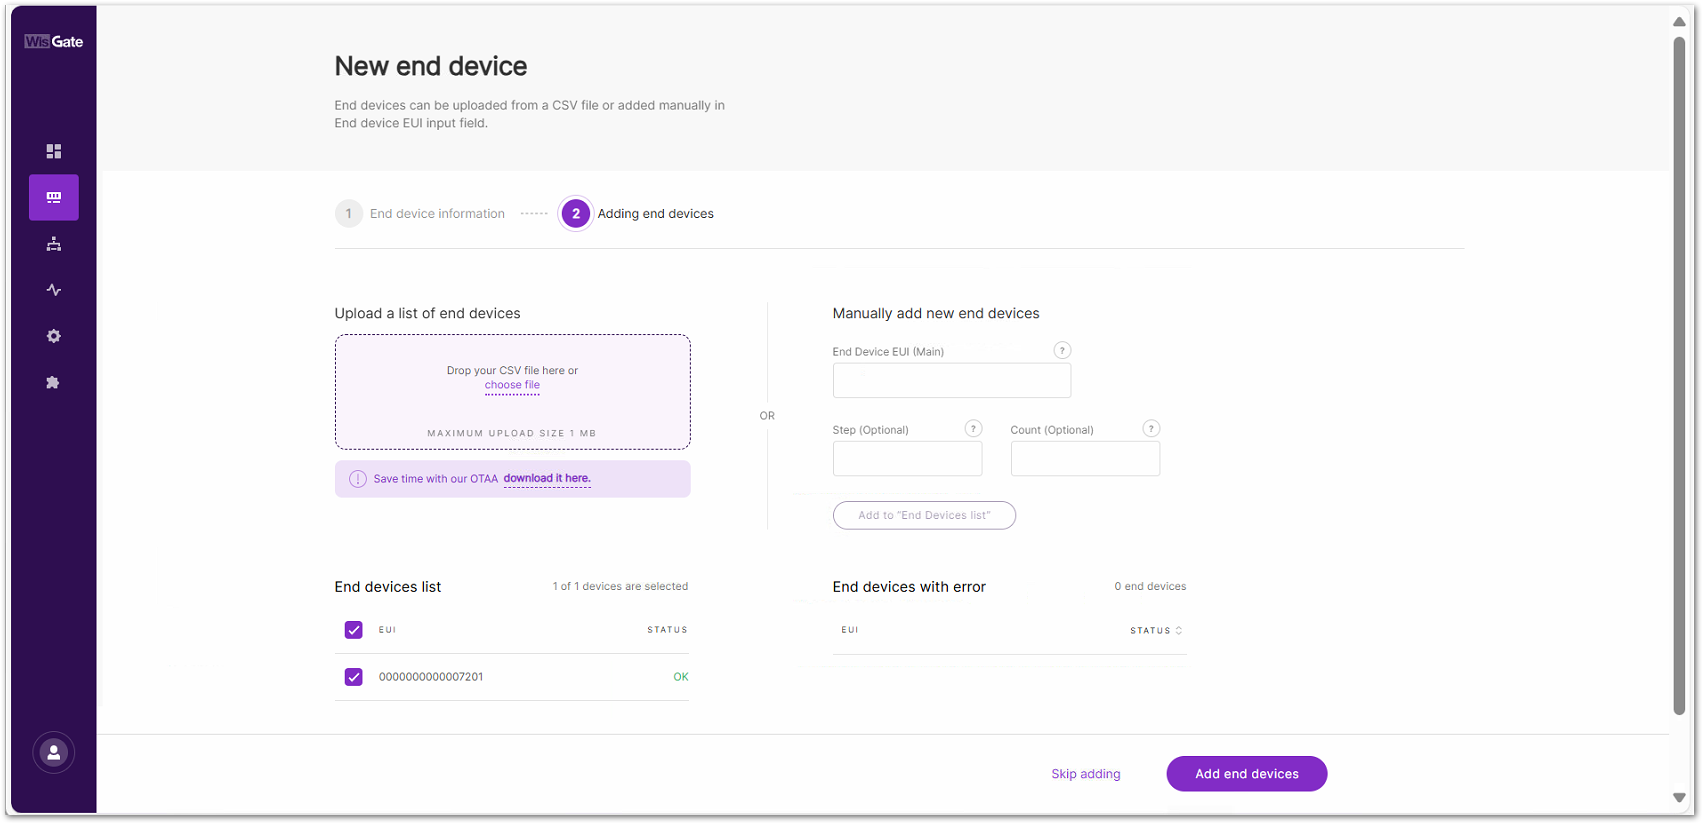 WisGate
New end device
End devices can be uploaded from a CSV file or added manually in
End device EUI input field.
1 End device information
2 Adding end devices
Upload a list of end devices
Drop your CSV file here or
choose file
MAXIMUM UPLOAD SIZE 1 MB
! Save time with our OTAA download it here.
OR
Manually add new end devices
End Device EUI (Main) ?
Step (Optional) ?
Count (Optional) ?
Add to "End Devices list"
End devices list
1 of 1 devices are selected
EUI STATUS
0000000000007201 OK
End devices with error
0 end devices
EUI STATUS
Skip adding
Add end devices